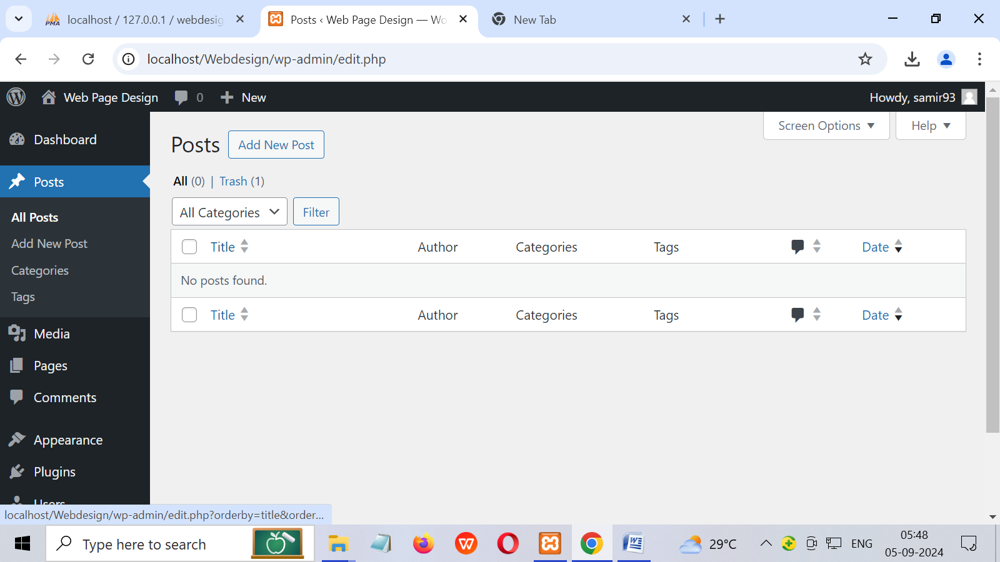 localhost / 127.0.0.1 / webdesig
Posts ‹ Web Page Design — Wo
New Tab
localhost/Webdesign/wp-admin/edit.php
Web Page Design
0
New
Howdy, samir93
Screen Options
Help
Dashboard
Posts
All Posts
Add New Post
Categories
Tags
Media
Pages
Comments
Appearance
Plugins
Users
Posts
Add New Post
All (0) | Trash (1)
All Categories
Filter
Title
Author
Categories
Tags
Date
No posts found.
Title
Author
Categories
Tags
Date
localhost/Webdesign/wp-admin/edit.php?orderby=title&order...
Type here to search
29°C
ENG
05:48
05-09-2024